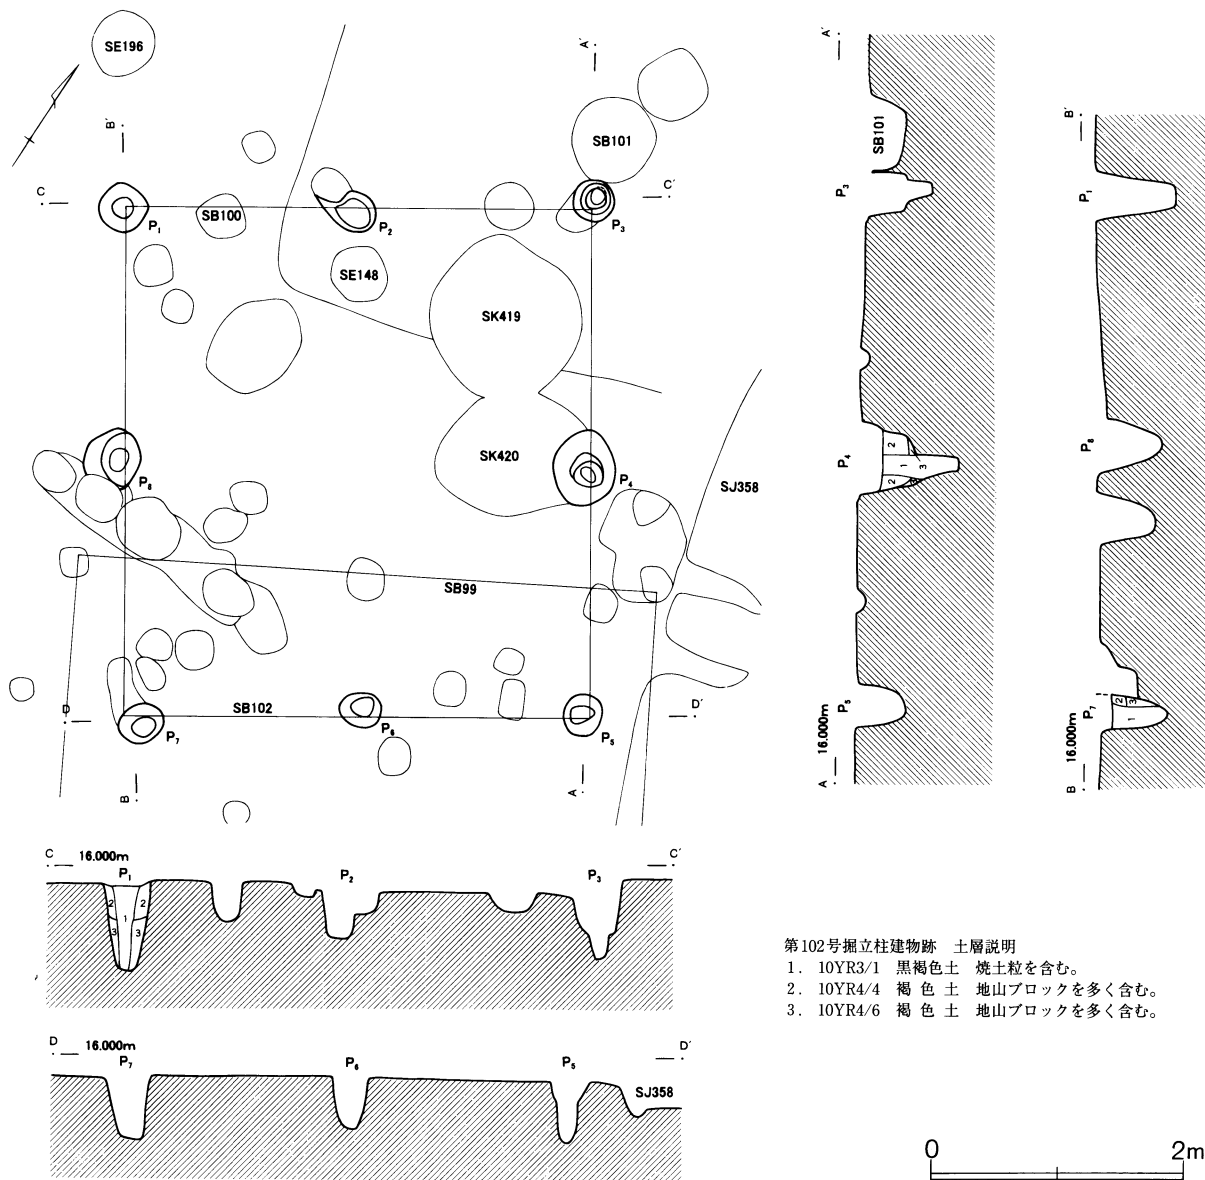 SE196
A´
A´
B´
SB101
SB101
B´
C
C´
SB100
P1
P2
P3
P3
P1
SE148
SK419
SK420
P8
P4
SJ358
P4
2
1
3
2
P8
SB99
SB102
D
D´
P7
P6
P5
P5
P7
2
3
1
B
A
A
16.000m
B
16.000m
C
16.000m
C´
P1
P2
P3
2
2
1
3
3
第102号掘立柱建物跡 土層説明
1. 10YR3/1 黒褐色土 焼土粒を含む。
2. 10YR4/4 褐色土 地山ブロックを多く含む。
3. 10YR4/6 褐色土 地山ブロックを多く含む。
D
16.000m
D´
P7
P6
P5
SJ358
0
2m